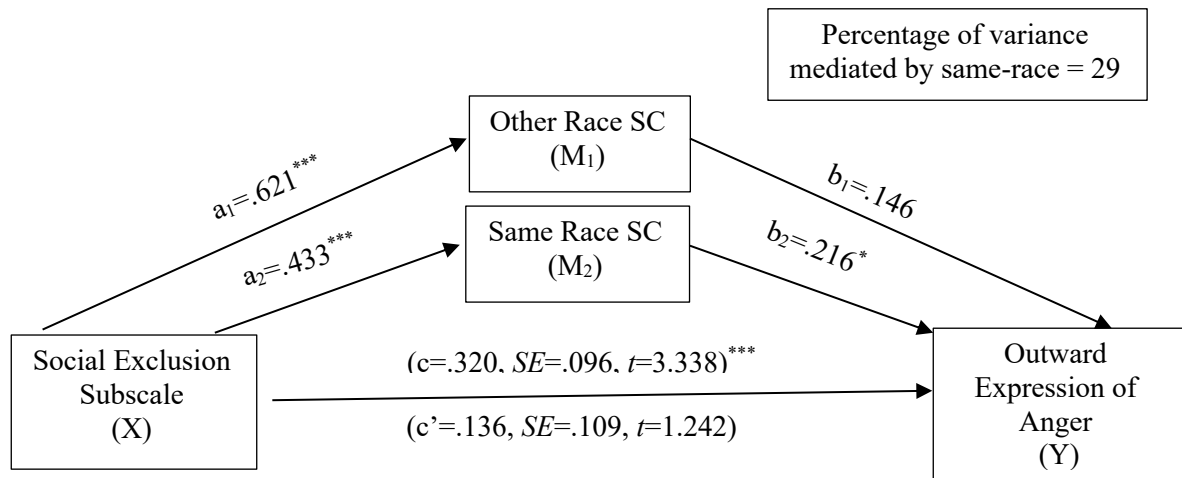 Percentage of variance
mediated by same-race = 29
Other Race SC
(M₁)
a₁=.621***
b₁=.146
Same Race SC
(M₂)
a₂=.433***
b₂=.216*
Social Exclusion
Subscale
(X)
(c=.320, SE=.096, t=3.338)***
(c’=.136, SE=.109, t=1.242)
Outward
Expression of
Anger
(Y)